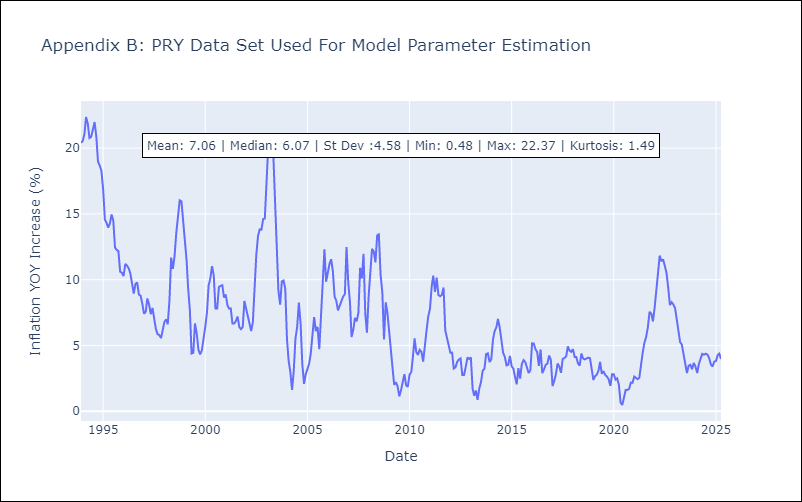 Appendix B: PRY Data Set Used For Model Parameter Estimation
Mean: 7.06 | Median: 6.07 | St Dev :4.58 | Min: 0.48 | Max: 22.37 | Kurtosis: 1.49
Inflation YOY Increase (%)
20
15
10
5
0
1995 2000 2005 2010 2015 2020 2025
Date